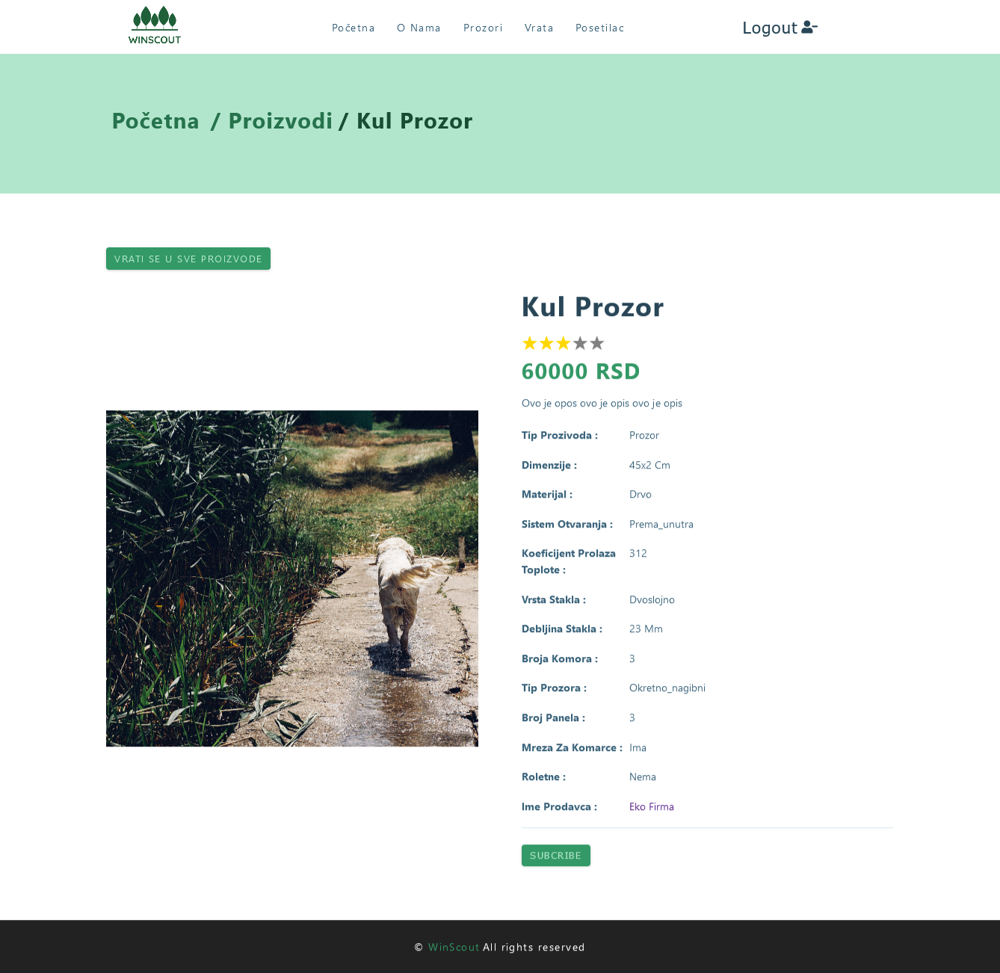 WINSCOUT
Početna O Nama Prozori Vrata Posetilac
Logout
Početna / Proizvodi / Kul Prozor
VRATI SE U SVE PROIZVODE
Kul Prozor
60000 RSD
Ovo je opos ovo je opis ovo je opis
Tip Prozivoda : Prozor
Dimenzije : 45x2 Cm
Materijal : Drvo
Sistem Otvaranja : Prema_unutra
Koeficijent Prolaza 312
Toplote :
Vrsta Stakla : Dvoslojno
Debljina Stakla : 23 Mm
Broja Komora : 3
Tip Prozora : Okretno_nagibni
Broj Panela : 3
Mreza Za Komarce : Ima
Roletne : Nema
Ime Prodavca : Eko Firma
SUBCRIBE
© WinScout All rights reserved